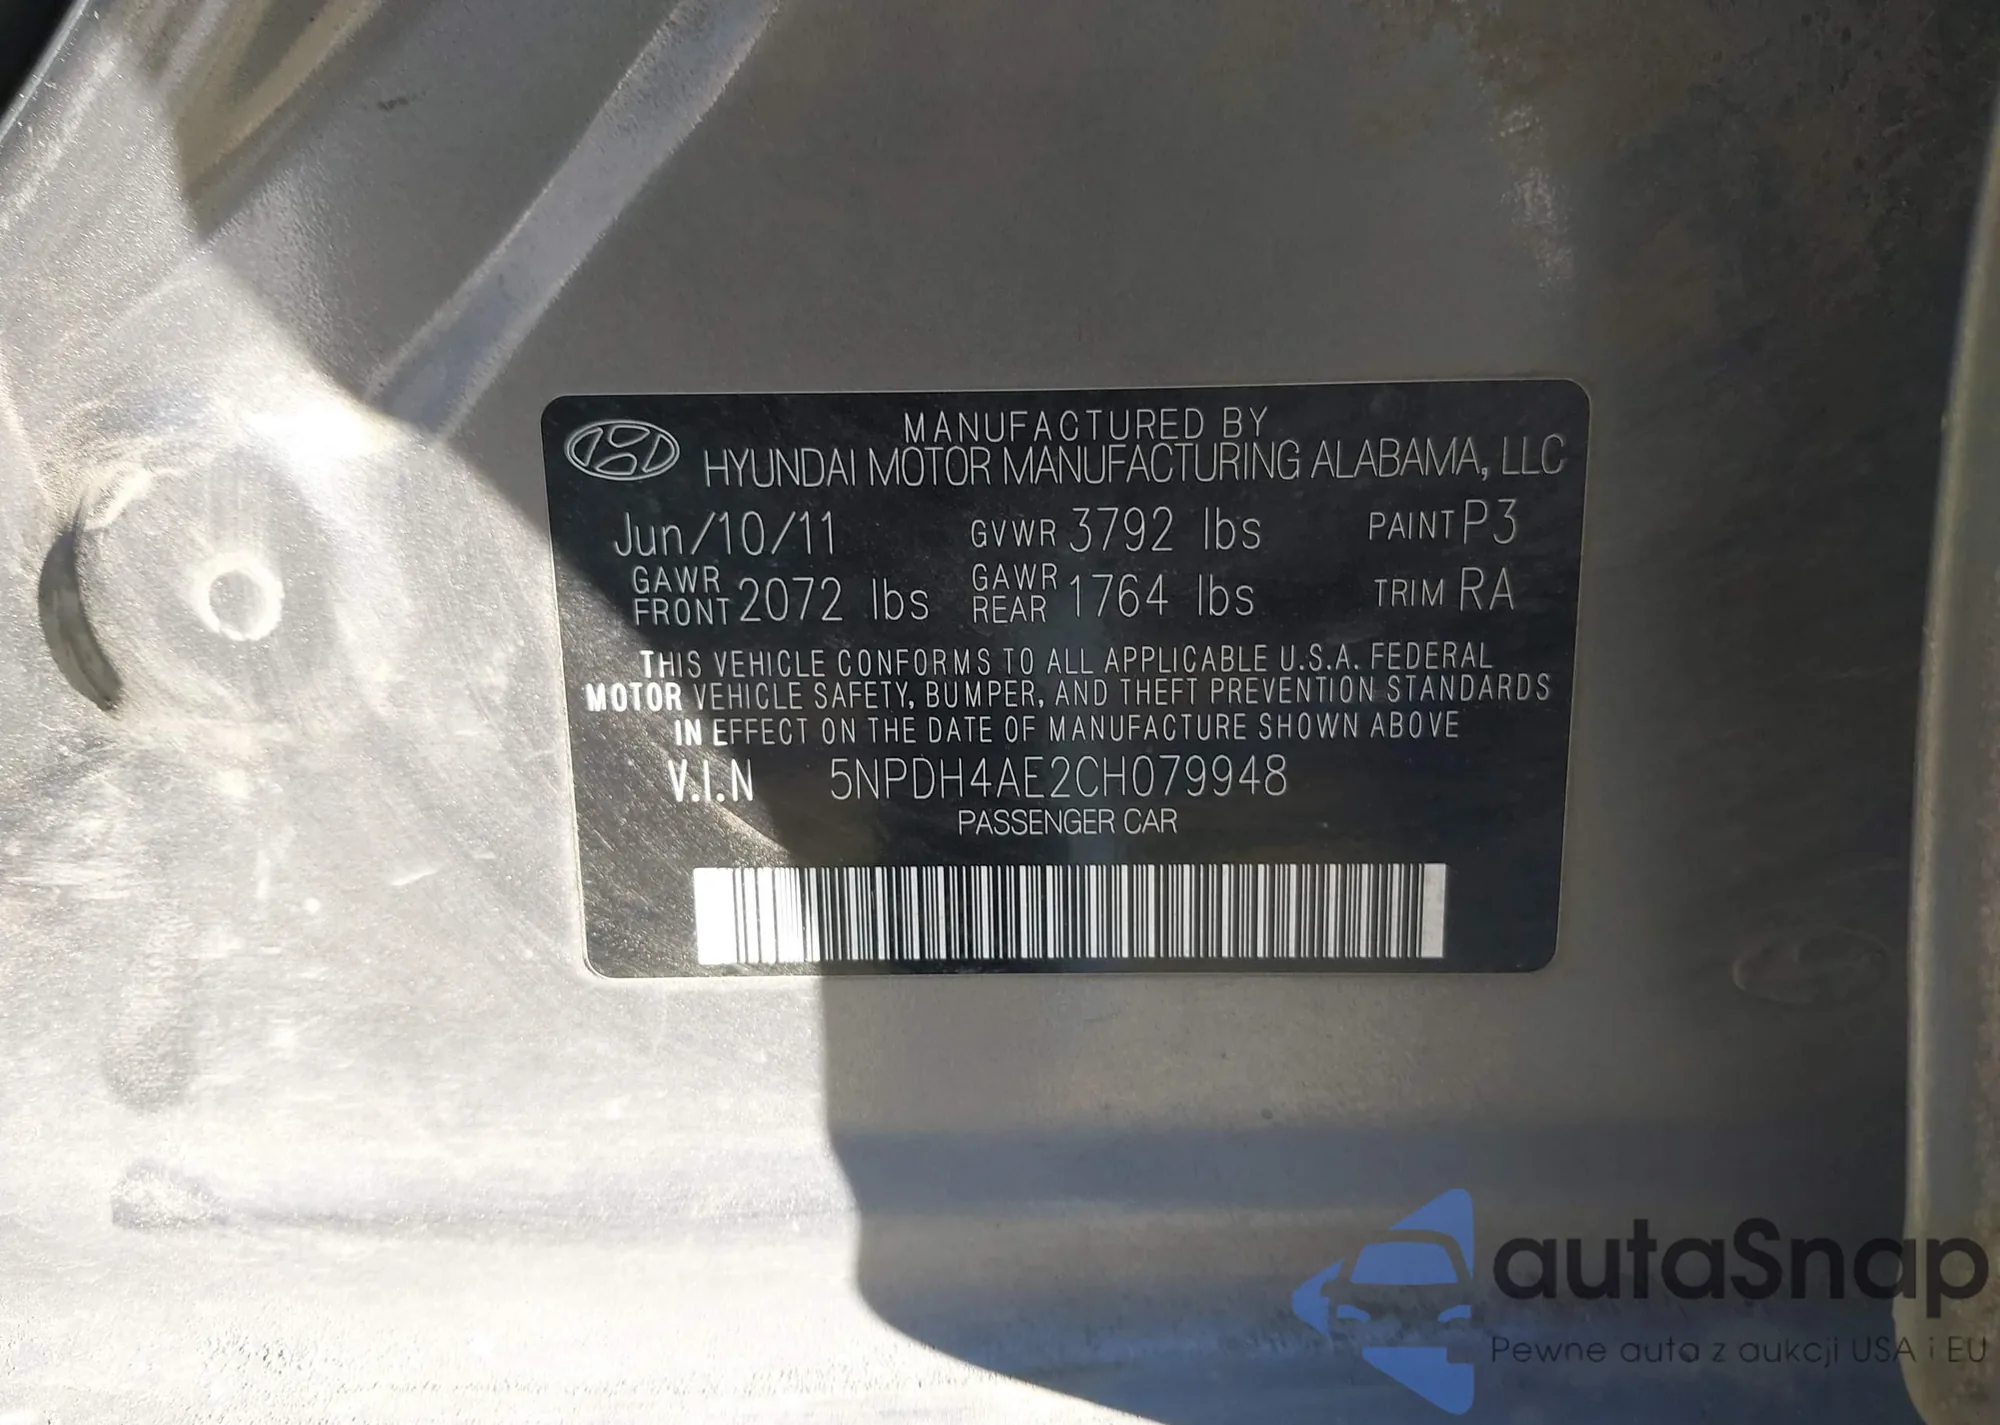 MANUFACTURED BY
HYUNDAI MOTOR MANUFACTURING ALABAMA, LLC
Jun/10/11 GVWR 3792 lbs PAINT P3
GAWR FRONT 2072 lbs GAWR REAR 1764 lbs TRIM RA
THIS VEHICLE CONFORMS TO ALL APPLICABLE U.S.A. FEDERAL
MOTOR VEHICLE SAFETY, BUMPER, AND THEFT PREVENTION STANDARDS
IN EFFECT ON THE DATE OF MANUFACTURE SHOWN ABOVE
V.I.N 5NPDH4AE2CH079948
PASSENGER CAR
autaSnap
Pewne auta z aukcji USA i EU